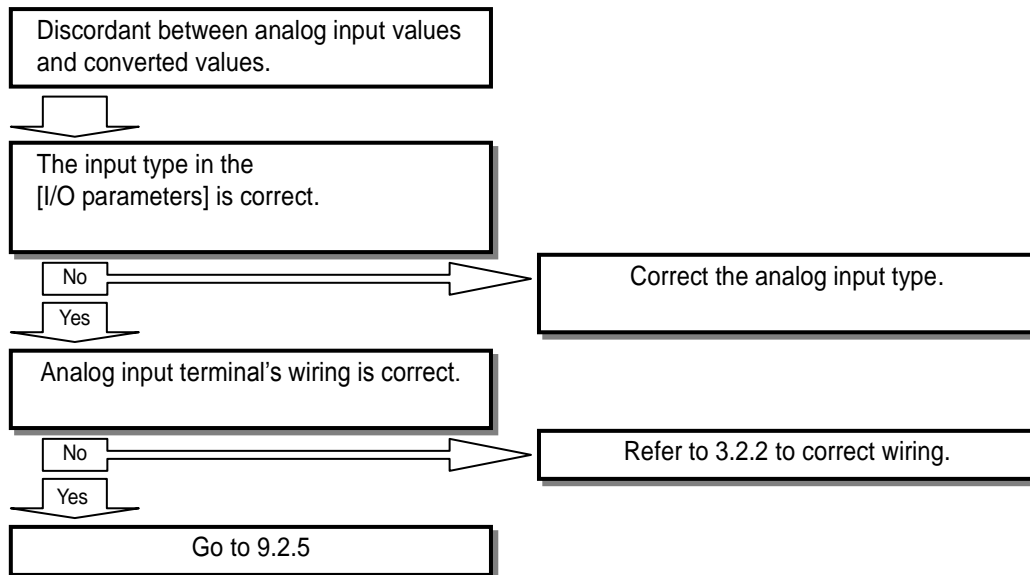 Discordant between analog input values
and converted values.
The input type in the
[I/O parameters] is correct.
No
Correct the analog input type.
Yes
Analog input terminal's wiring is correct.
No
Refer to 3.2.2 to correct wiring.
Yes
Go to 9.2.5